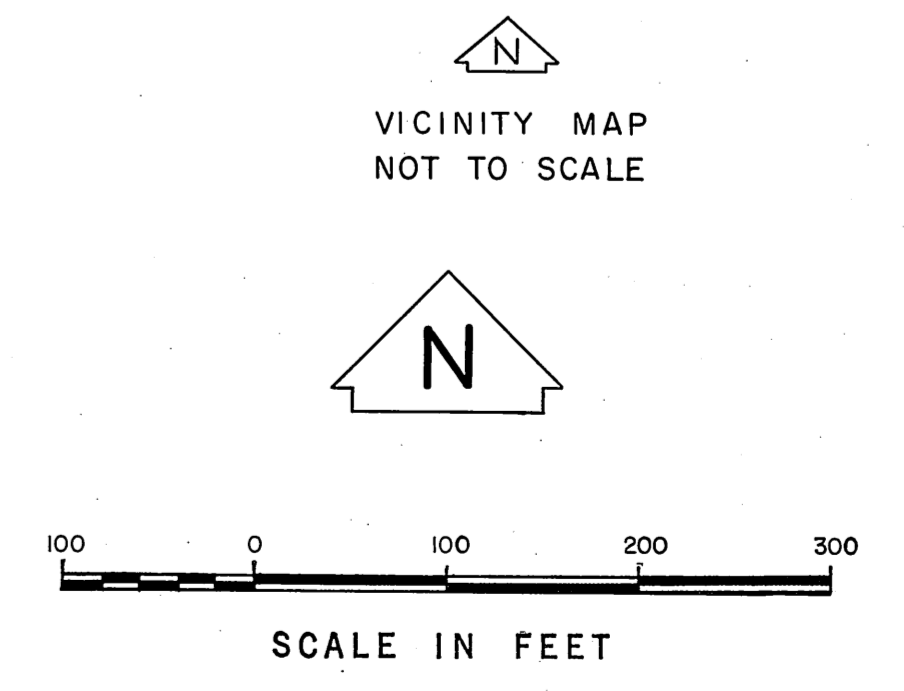 N
VICINITY MAP
NOT TO SCALE
N
100 0 100 200 300
SCALE IN FEET